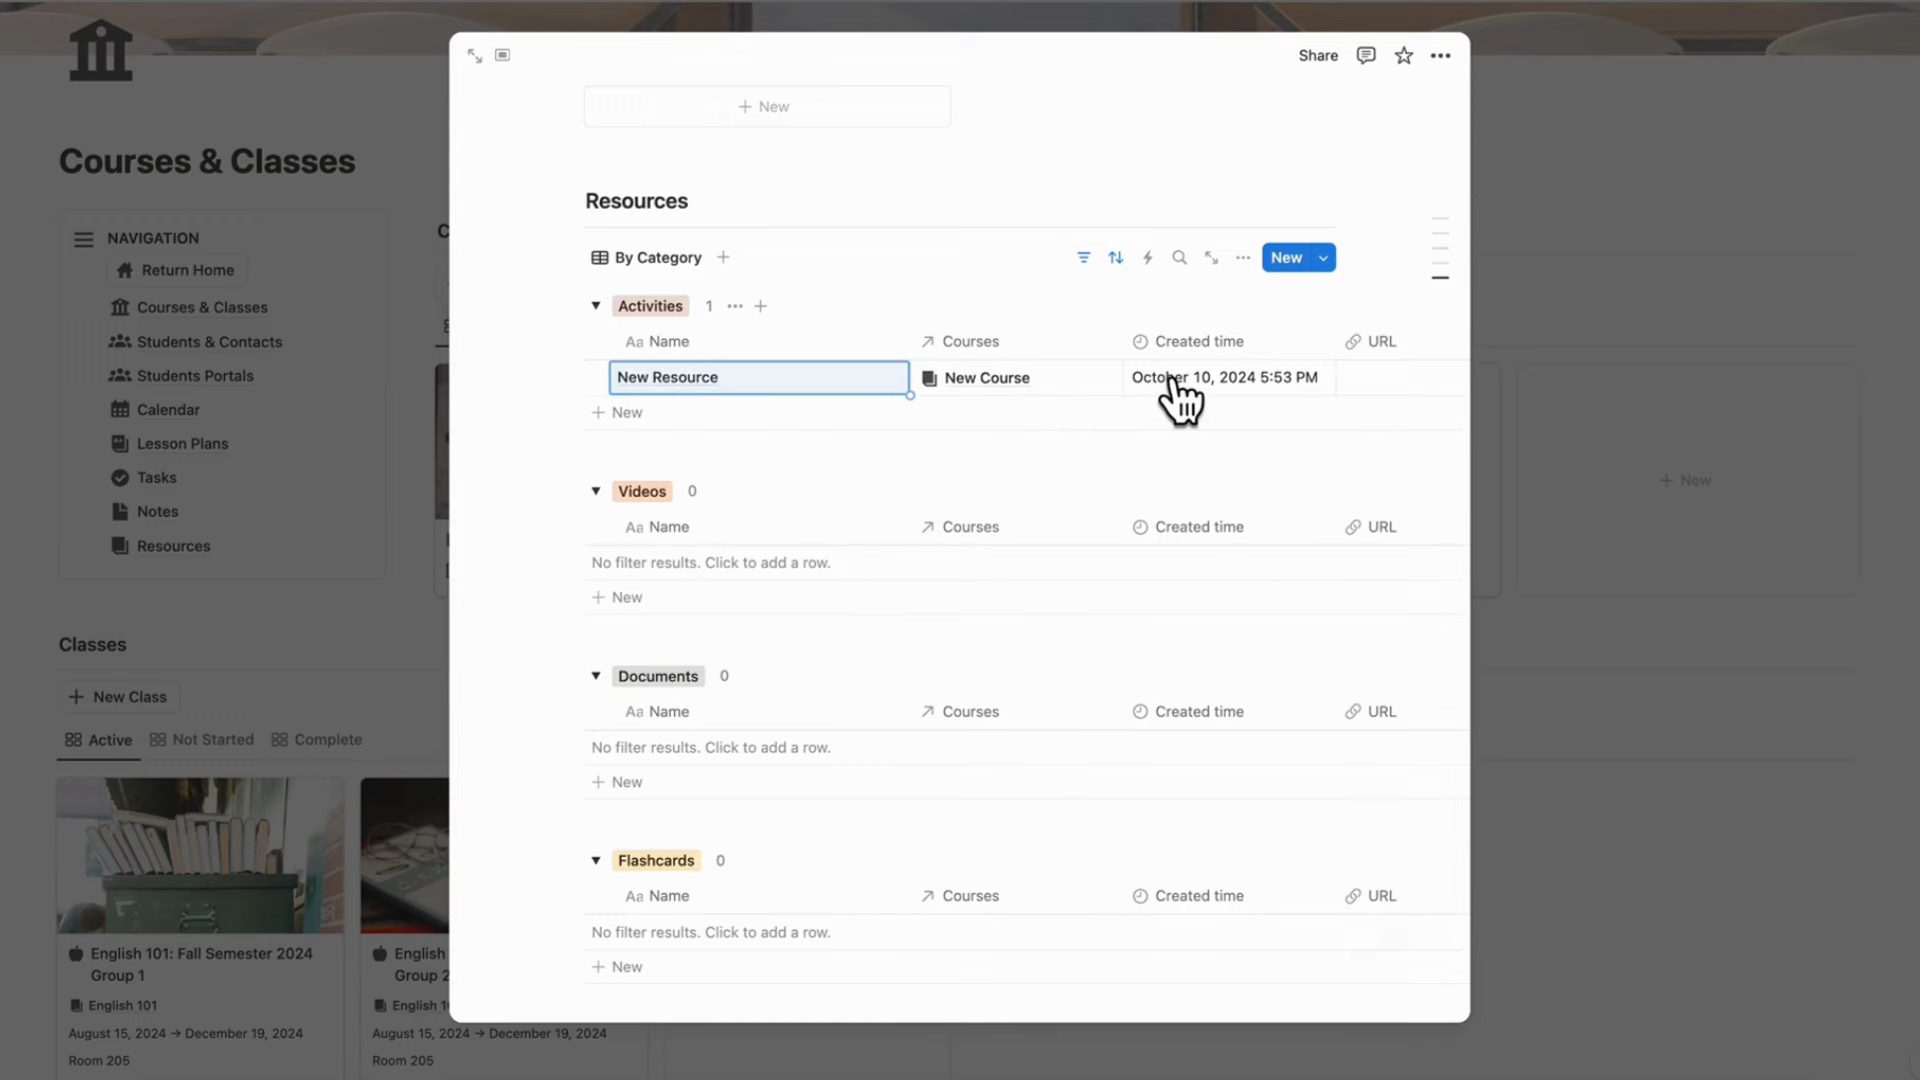 Share
+ New
Courses & Classes
NAVIGATION
Return Home
Courses & Classes
Students & Contacts
Students Portals
Calendar
Lesson Plans
Tasks
Notes
Resources
Classes
+ New Class
Active Not Started Complete
English 101: Fall Semester 2024
Group 1
English 101
August 15, 2024 → December 19, 2024
Room 205
English
Group 2
English
August 15, 2024 → December 19, 2024
Room 205
Resources
By Category +
New
Activities 1 ... +
Aa Name Courses Created time URL
New Resource New Course October 10, 2024 5:53 PM
+ New
Videos 0
Aa Name Courses Created time URL
No filter results. Click to add a row.
+ New
Documents 0
Aa Name Courses Created time URL
No filter results. Click to add a row.
+ New
Flashcards 0
Aa Name Courses Created time URL
No filter results. Click to add a row.
+ New
+ New